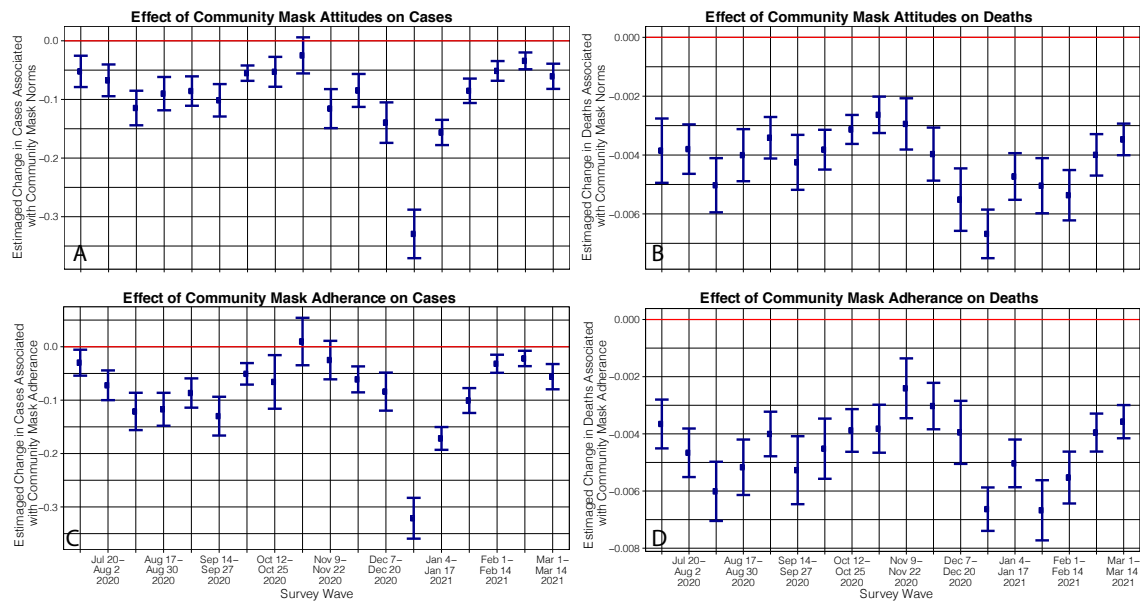 Effect of Community Mask Attitudes on Cases
Estimaged Change in Cases Associated
with Community Mask Norms
0.0
−0.1
−0.2
−0.3
A
Effect of Community Mask Attitudes on Deaths
Estimaged Change in Deaths Associated
with Community Mask Norms
0.000
−0.002
−0.004
−0.006
B
Effect of Community Mask Adherance on Cases
Estimaged Change in Cases Associated
with Community Mask Adherance
0.0
−0.1
−0.2
−0.3
C
Jul 20− Aug 17− Sep 14− Oct 12− Nov 9− Dec 7− Jan 4− Feb 1− Mar 1−
Aug 2 Aug 30 Sep 27 Oct 25 Nov 22 Dec 20 Jan 17 Feb 14 Mar 14
2020 2020 2020 2020 2020 2020 2021 2021 2021
Survey Wave
Effect of Community Mask Adherance on Deaths
Estimaged Change in Deaths Associated
with Community Mask Adherance
0.000
−0.002
−0.004
−0.006
−0.008
D
Jul 20− Aug 17− Sep 14− Oct 12− Nov 9− Dec 7− Jan 4− Feb 1− Mar 1−
Aug 2 Aug 30 Sep 27 Oct 25 Nov 22 Dec 20 Jan 17 Feb 14 Mar 14
2020 2020 2020 2020 2020 2020 2021 2021 2021
Survey Wave